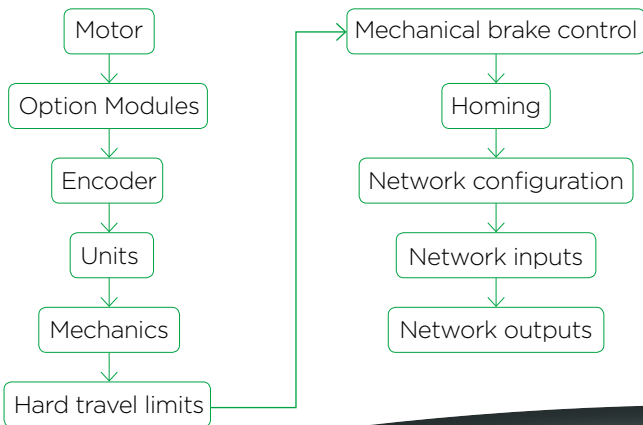 Motor
Option Modules
Encoder
Units
Mechanics
Hard travel limits
Mechanical brake control
Homing
Network configuration
Network inputs
Network outputs